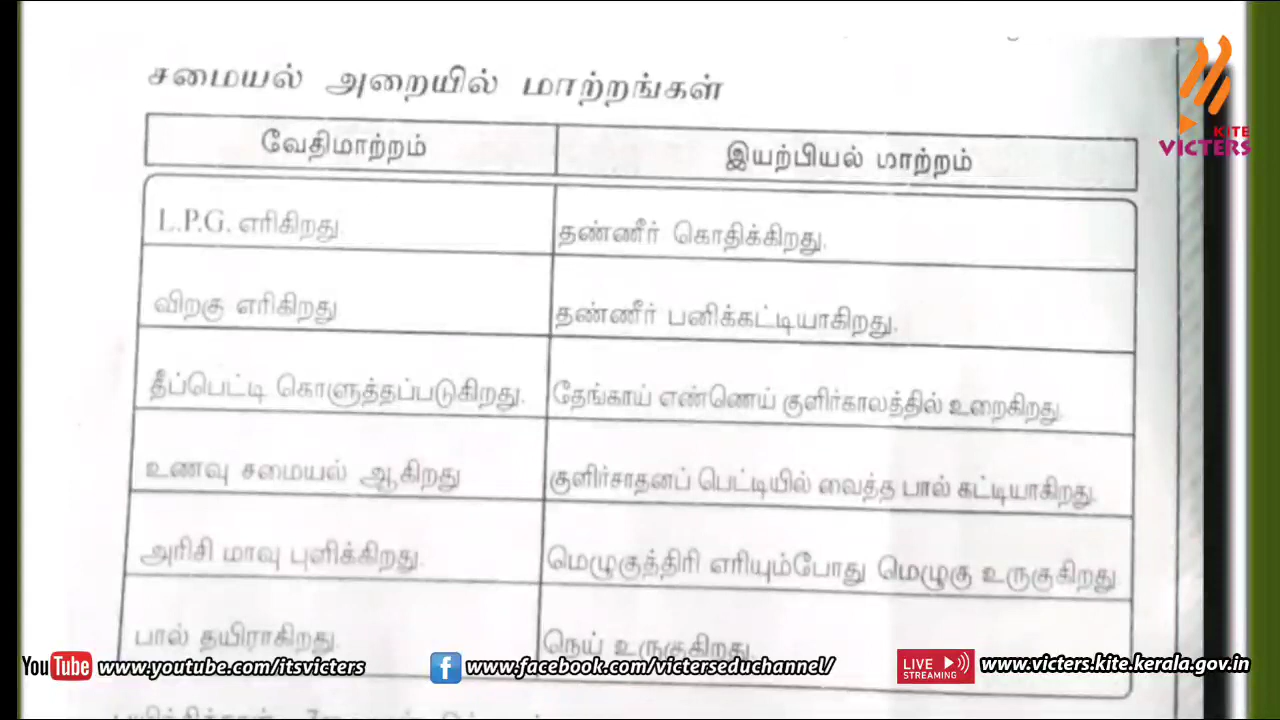 சமையல் அறையில் மாற்றங்கள்
வேதிமாற்றம் இயற்பியல் மாற்றம்
L.P.G. எரிகிறது. தண்ணீர் கொதிக்கிறது.
விறகு எரிகிறது தண்ணீர் பனிக்கட்டியாகிறது.
தீப்பெட்டி கொளுத்தப்படுகிறது. தேங்காய் எண்ணெய் குளிர்காலத்தில் உறைகிறது.
உணவு சமையல் ஆகிறது குளிர்சாதனப் பெட்டியில் வைத்த பால் கட்டியாகிறது.
அரிசி மாவு புளிக்கிறது. மெழுகுத்திரி எரியும்போது மெழுகு உருகுகிறது
பால் தயிராகிறது. நெய் உருகுகிறது.
KITE
VICTERS
YouTube www.youtube.com/itsvicters www.facebook.com/victerseduchannel/ LIVE STREAMING www.victers.kite.kerala.gov.in